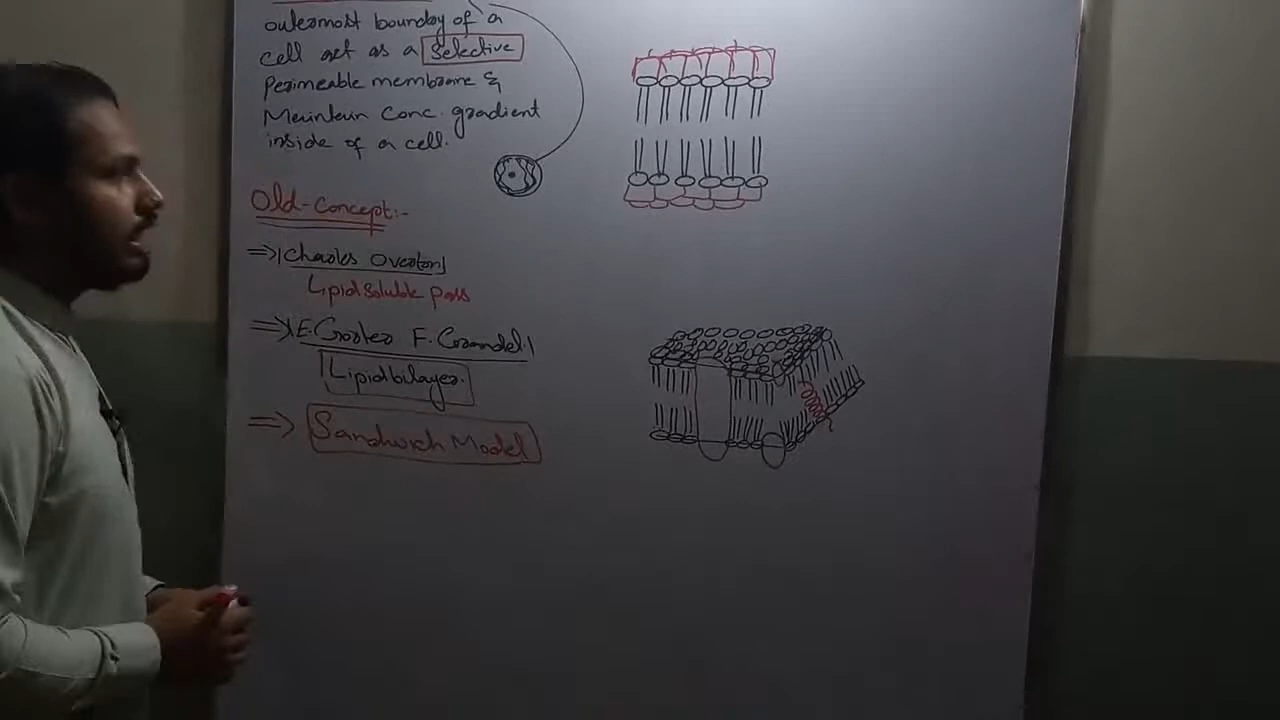 outermost boundry of a
cell act as a Selective
Permeable membrane &
Maintain Conc. gradient
inside of a cell.
Old-Concept:-
=> Charles Overton
Lipid Soluble pass
=> E. Gorter F. Grandel.
Lipid bilayer.
=> Sandwich Model